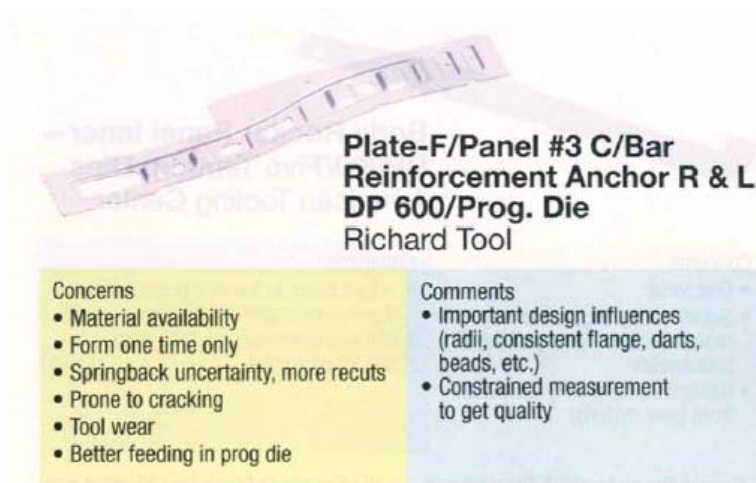 Plate-F/Panel #3 C/Bar
Reinforcement Anchor R & L
DP 600/Prog. Die
Richard Tool
Concerns
• Material availability
• Form one time only
• Springback uncertainty, more recuts
• Prone to cracking
• Tool wear
• Better feeding in prog die
Comments
• Important design influences
(radii, consistent flange, darts,
beads, etc.)
• Constrained measurement
to get quality